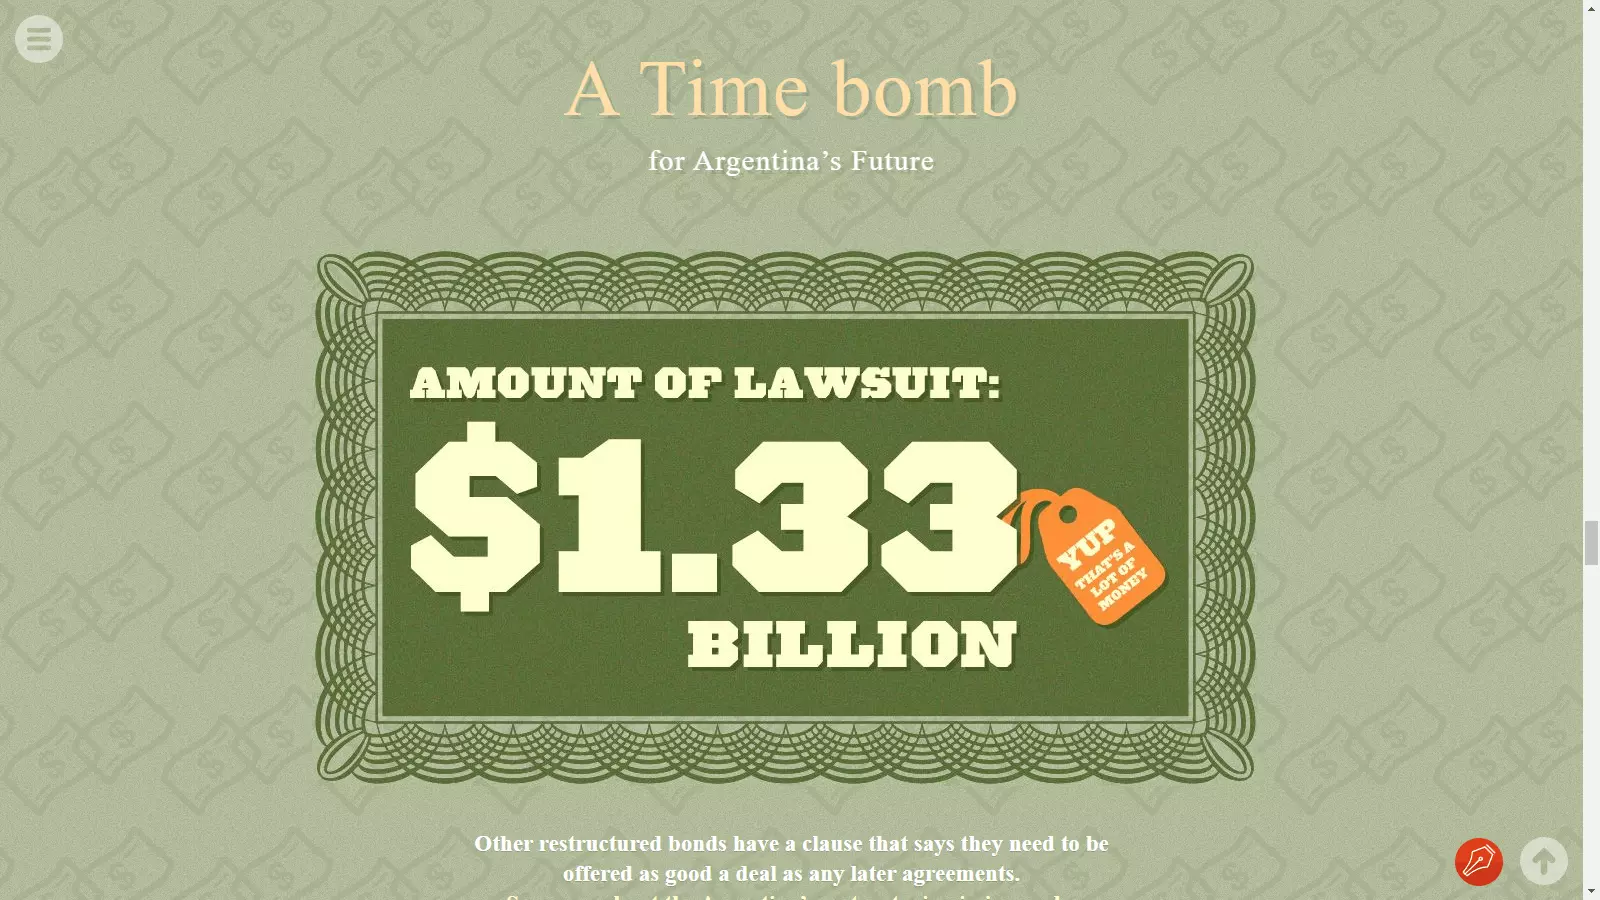 A Time bomb
for Argentina’s Future
AMOUNT OF LAWSUIT:
$1.33
BILLION
YUP
THAT'S A
LOT OF
MONEY
Other restructured bonds have a clause that says they need to be
offered as good a deal as any later agreements.